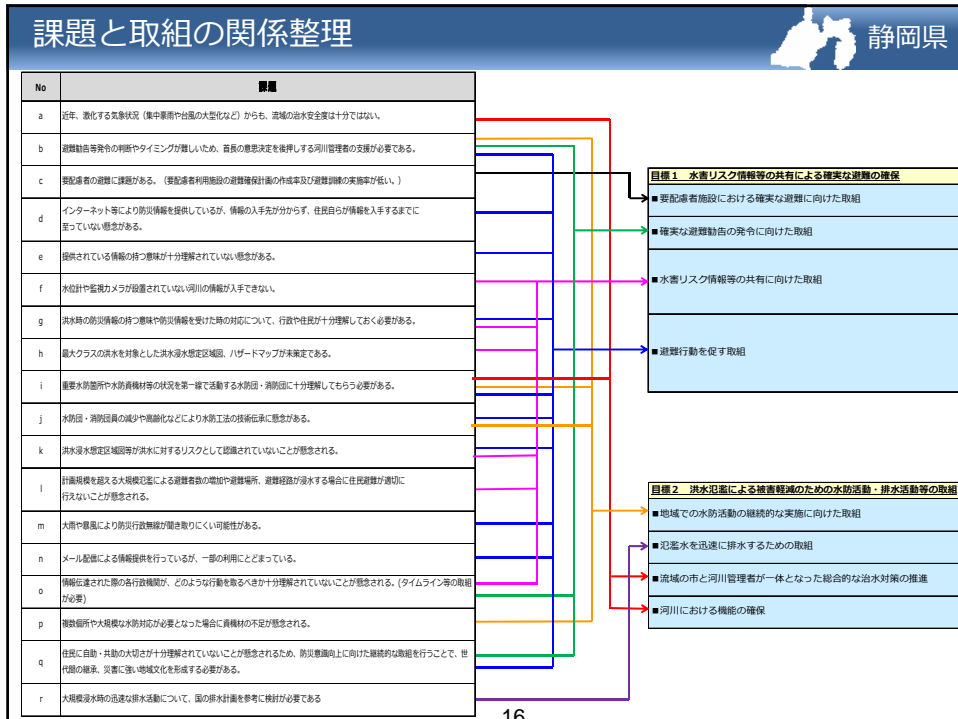 課題と取組の関係整理
静岡県
No 課題
a 近年、激化する気象状況（集中豪雨や台風の大型化など）からも、流域の治水安全度は十分ではない。
b 避難勧告等発令の判断やタイミングが難しいため、首長の意思決定を後押しする河川管理者の支援が必要である。
c 要配慮者の避難に課題がある。（要配慮者利用施設の避難確保計画の作成率及び避難訓練の実施率が低い。）
d インターネット等により防災情報を提供しているが、情報の入手先が分からず、住民自らが情報を入手するまでに
至っていない懸念がある。
e 提供されている情報の持つ意味が十分理解されていない懸念がある。
f 水位計や監視カメラが設置されていない河川の情報が入手できない。
g 洪水時の防災情報の持つ意味や防災情報を受けた時の対応について、行政や住民が十分理解しておく必要がある。
h 最大クラスの洪水を対象とした洪水浸水想定区域図、ハザードマップが未策定である。
i 重要水防箇所や水防資機材等の状況を第一線で活動する水防団・消防団に十分理解してもらう必要がある。
j 水防団・消防団員の減少や高齢化などにより水防工法の技術伝承に懸念がある。
k 洪水浸水想定区域図等が洪水に対するリスクとして認識されていないことが懸念される。
l 計画規模を超える大規模氾濫による避難者数の増加や避難場所、避難経路が浸水する場合に住民避難が適切に
行えないことが懸念される。
m 大雨や暴風により防災行政無線が聞き取りにくい可能性がある。
n メール配信による情報提供を行っているが、一部の利用にとどまっている。
o 情報伝達された際の各行政機関が、どのような行動を取るべきか十分理解されていないことが懸念される。(タイムライン等の取組
が必要)
p 複数個所や大規模な水防対応が必要となった場合に資機材の不足が懸念される。
q 住民に自助・共助の大切さが十分理解されていないことが懸念されるため、防災意識向上に向けた継続的な取組を行うことで、世
代間の継承、災害に強い地域文化を形成する必要がある。
r 大規模浸水時の迅速な排水活動について、国の排水計画を参考に検討が必要である
目標１　水害リスク情報等の共有による確実な避難の確保
■要配慮者施設における確実な避難に向けた取組
■確実な避難勧告の発令に向けた取組
■水害リスク情報等の共有に向けた取組
■避難行動を促す取組
目標２　洪水氾濫による被害軽減のための水防活動・排水活動等の取組
■地域での水防活動の継続的な実施に向けた取組
■氾濫水を迅速に排水するための取組
■流域の市と河川管理者が一体となった総合的な治水対策の推進
■河川における機能の確保
16